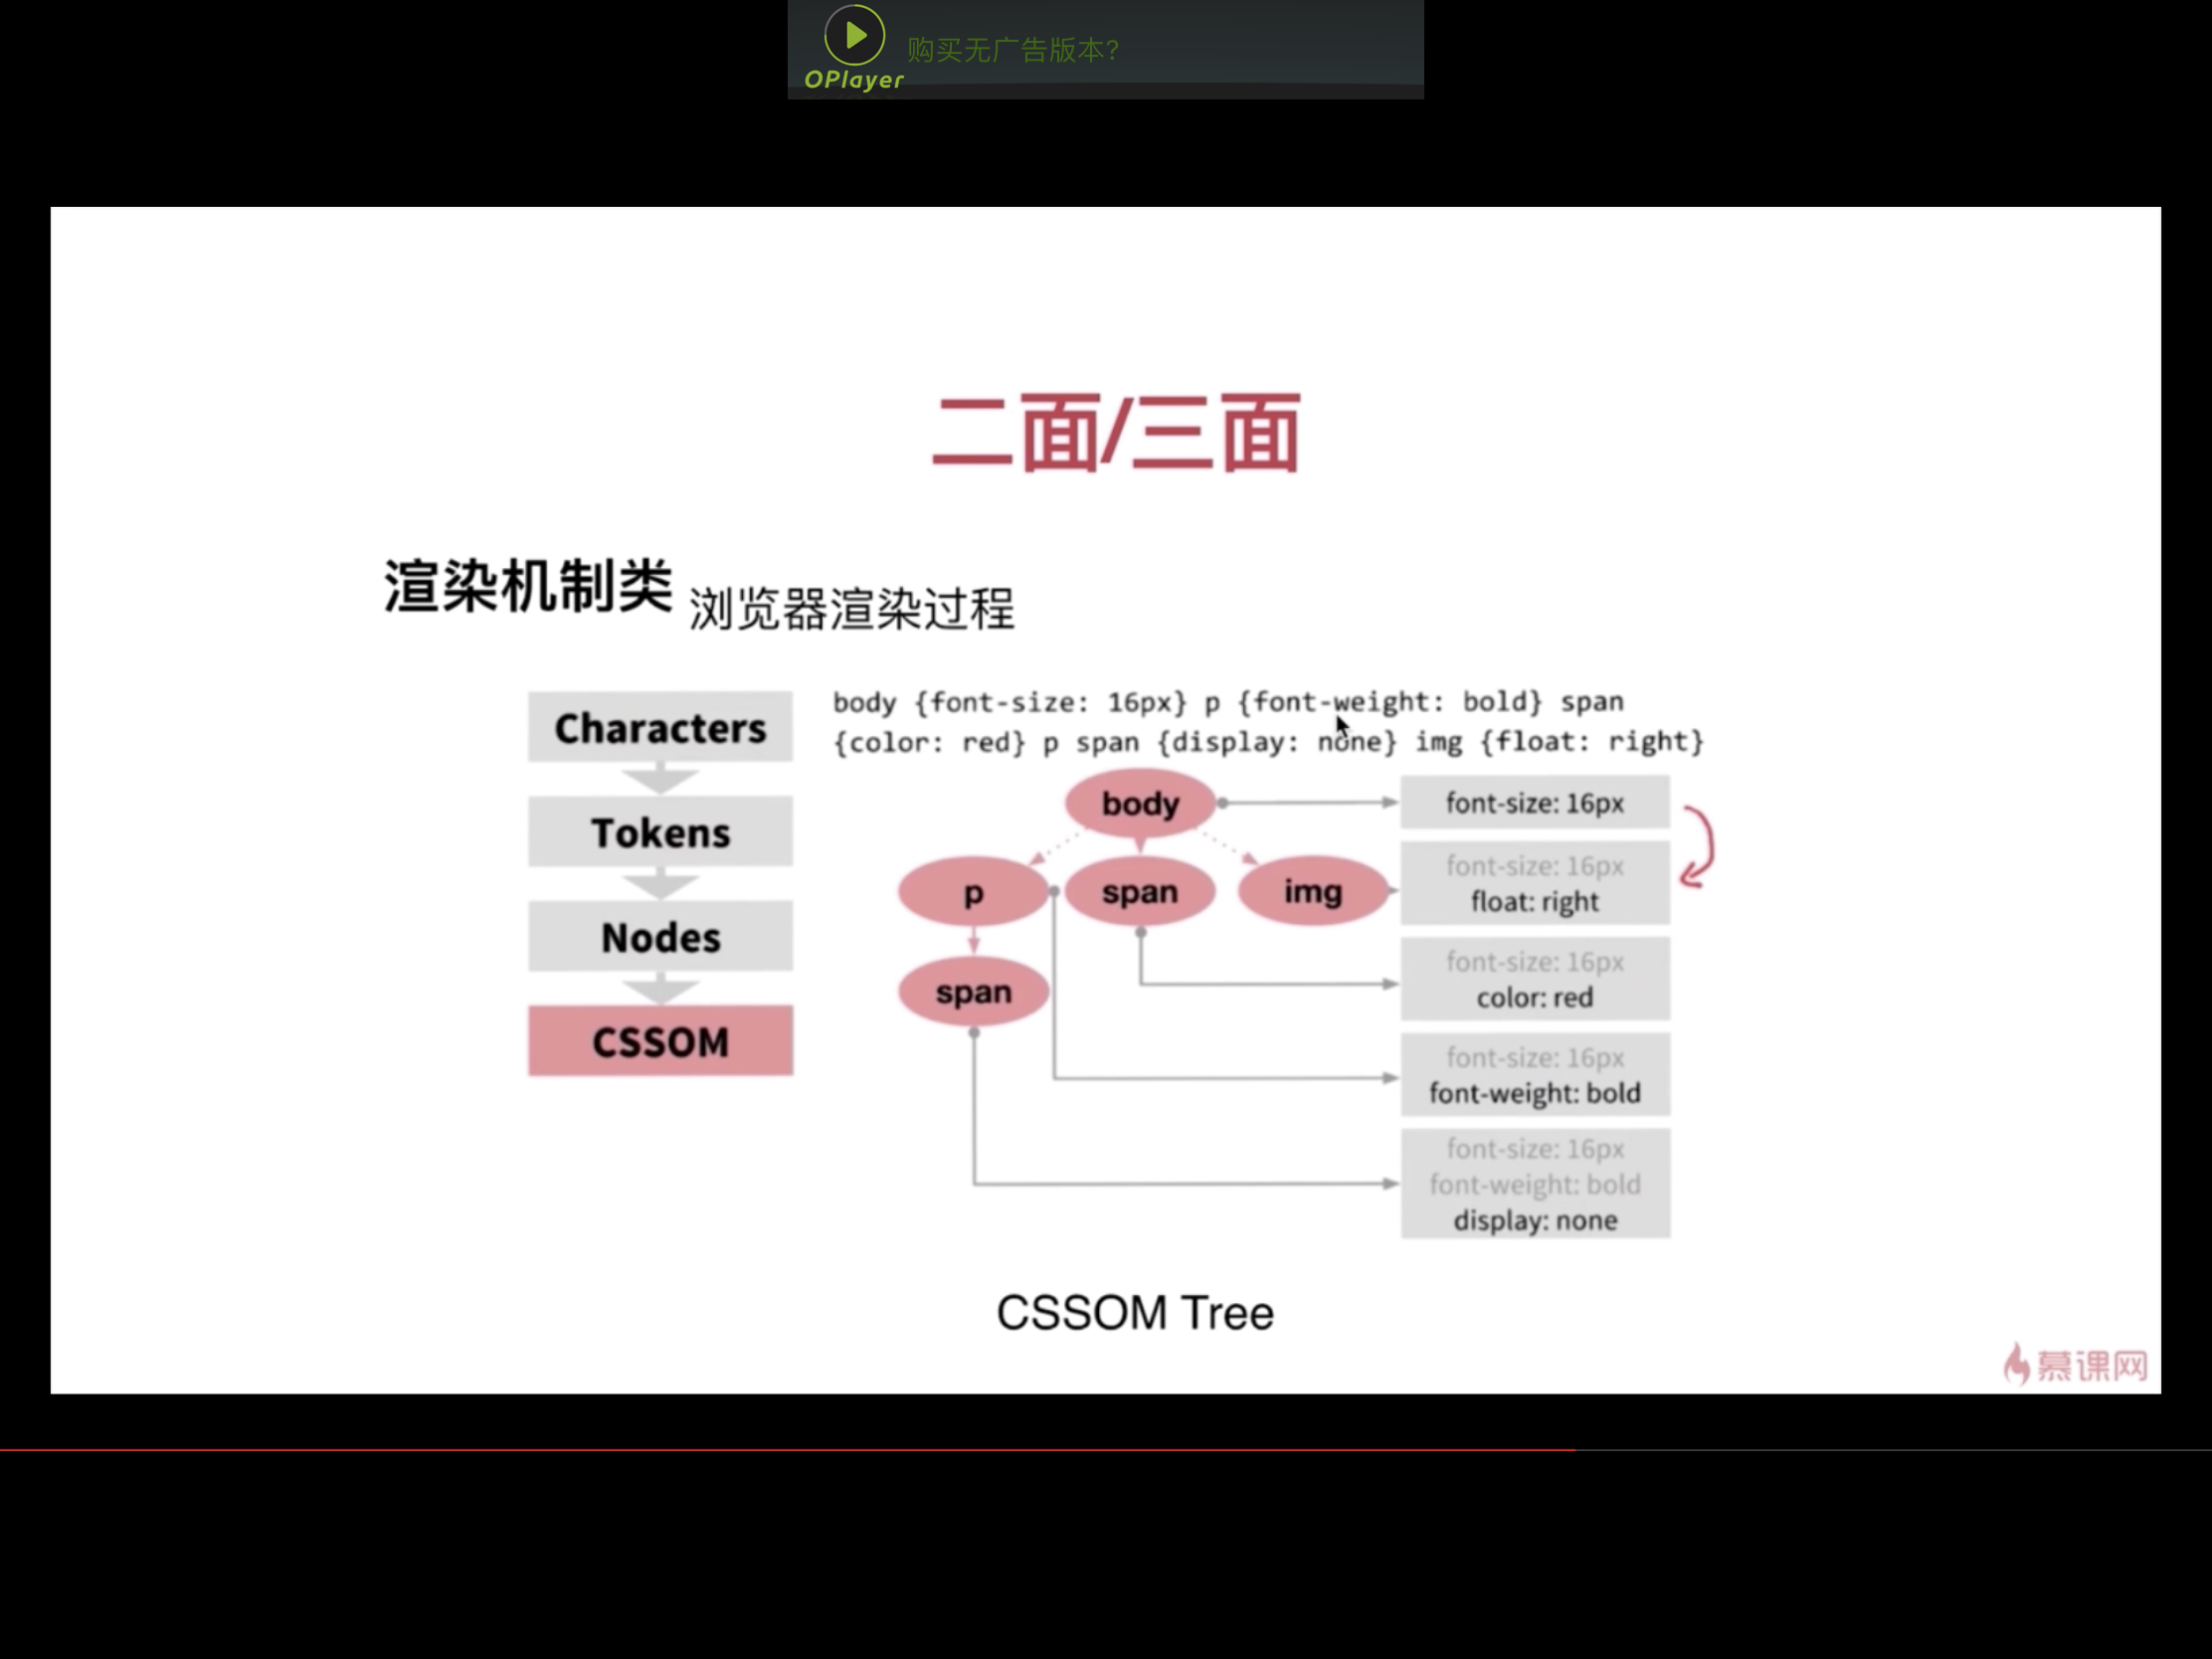 OPlayer
购买无广告版本?
二面/三面
渲染机制类 浏览器渲染过程
Characters
Tokens
Nodes
CSSOM
body {font-size: 16px} p {font-weight: bold} span
{color: red} p span {display: none} img {float: right}
body
p
span
img
span
font-size: 16px
font-size: 16px
float: right
font-size: 16px
color: red
font-size: 16px
font-weight: bold
font-size: 16px
font-weight: bold
display: none
CSSOM Tree
慕课网